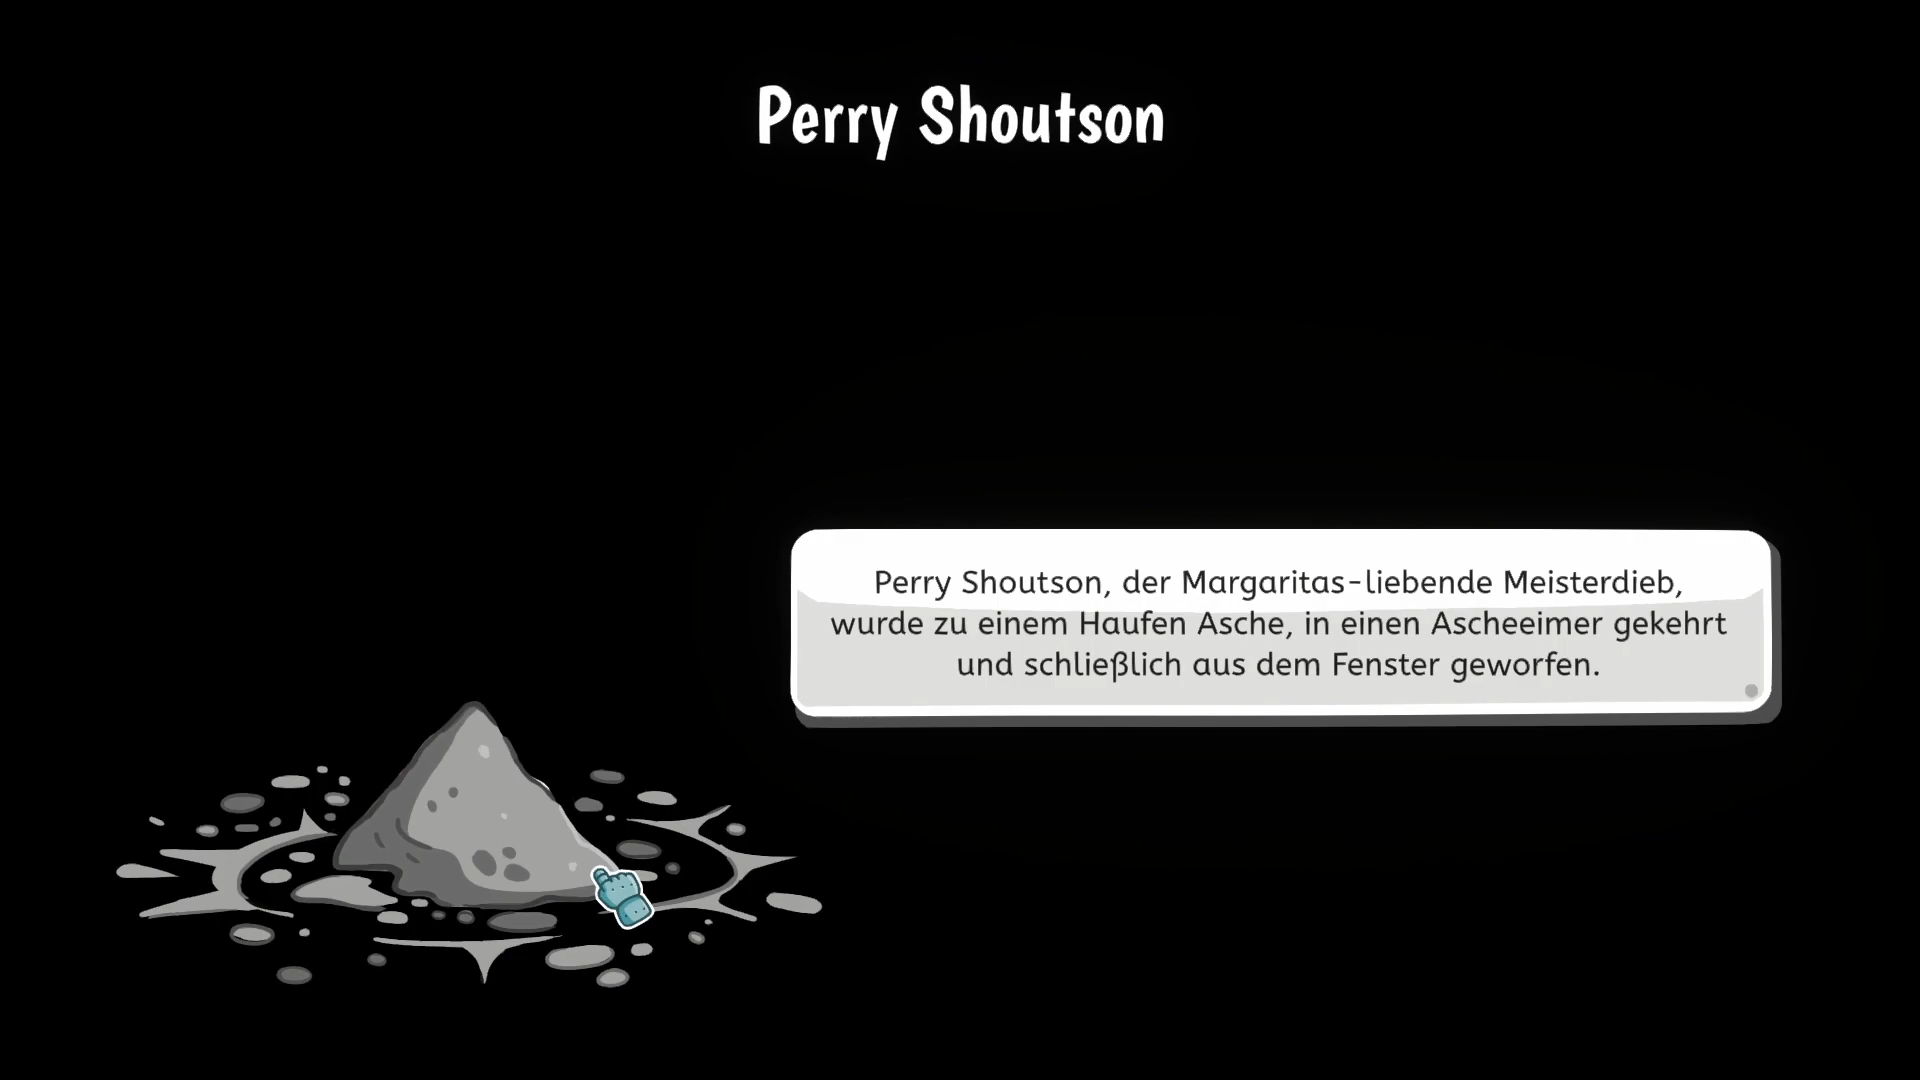 Perry Shoutson
Perry Shoutson, der Margaritas-liebende Meisterdieb,
wurde zu einem Haufen Asche, in einen Ascheeimer gekehrt
und schließlich aus dem Fenster geworfen.